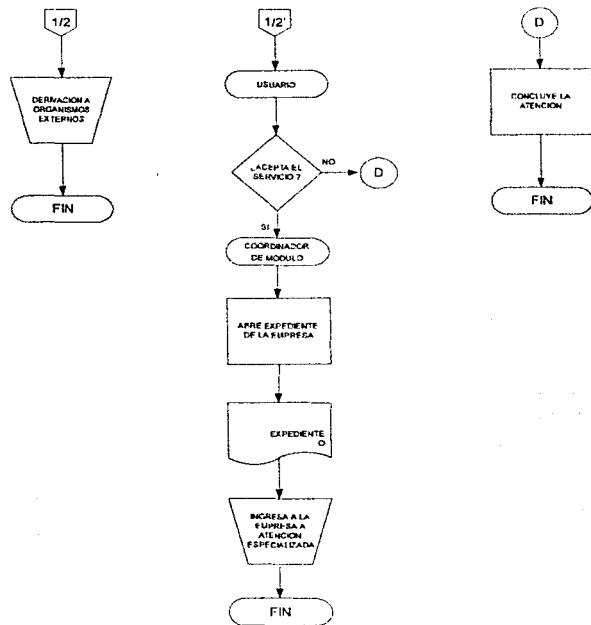 1/2
DERIVACION A
ORGANISMOS
EXTERNOS
FIN
1/2'
USUARIO
¿ACEPTA EL
SERVICIO ?
NO
D
SI
COORDINADOR
DE MODULO
ABRE EXPEDIENTE
DE LA EMPRESA
EXPEDIENTE
O
INGRESA A LA
EMPRESA A
ATENCION
ESPECIALIZADA
FIN
D
CONCLUYE LA
ATENCION